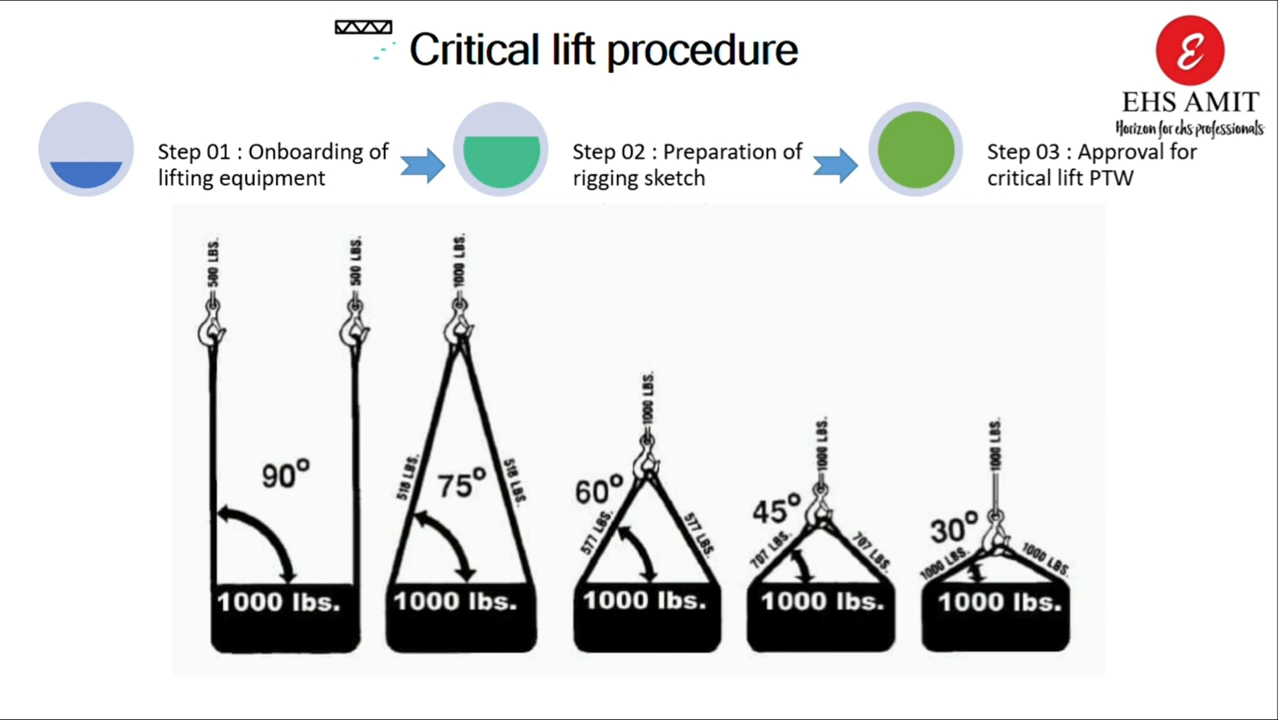 Critical lift procedure
EHS AMIT
Horizon for ehs professionals
Step 01 : Onboarding of
lifting equipment
Step 02 : Preparation of
rigging sketch
Step 03 : Approval for
critical lift PTW
500 LBS.
500 LBS.
90°
1000 lbs.
1000 LBS.
518 LBS.
75°
518 LBS.
1000 lbs.
1000 LBS.
60°
577 LBS.
577 LBS.
1000 lbs.
1000 LBS.
45°
707 LBS.
707 LBS.
1000 lbs.
1000 LBS.
30°
1000 LBS.
1000 LBS.
1000 lbs.